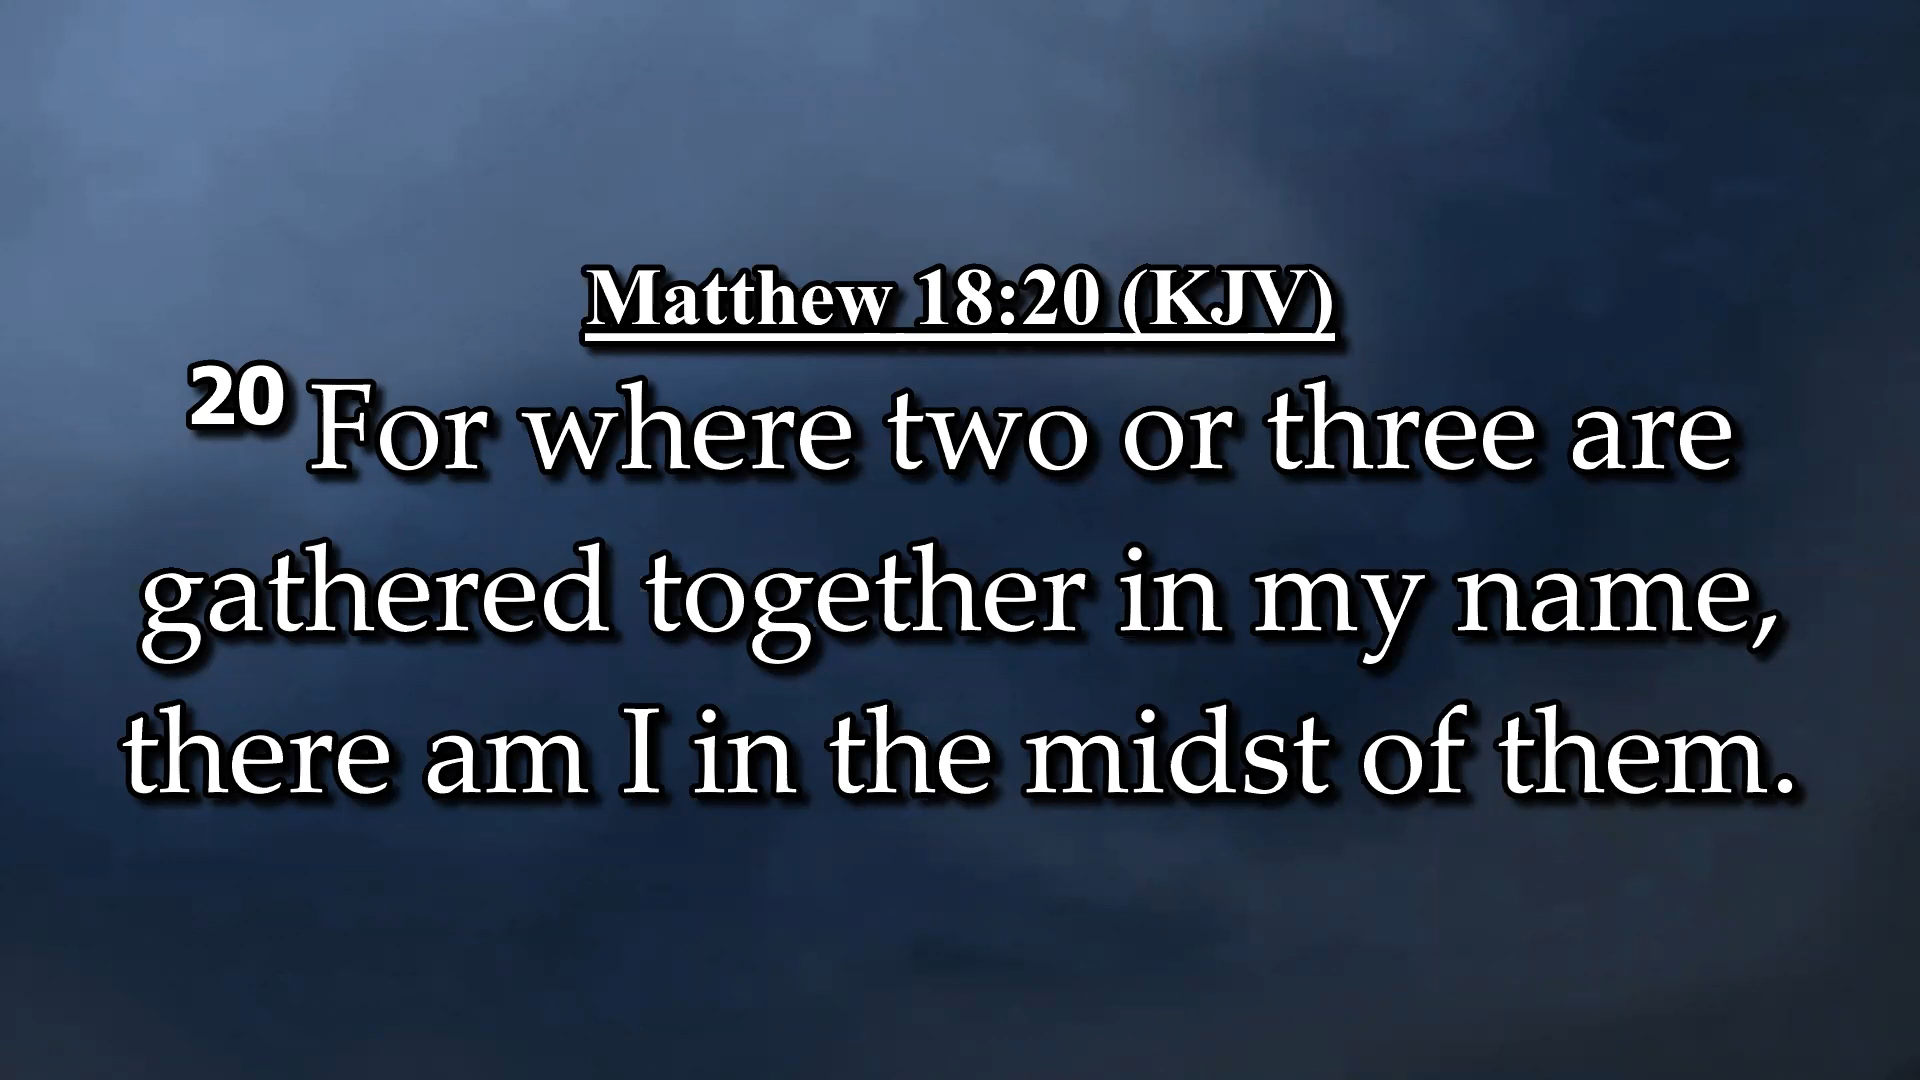 Matthew 18:20 (KJV)
20 For where two or three are
gathered together in my name,
there am I in the midst of them.